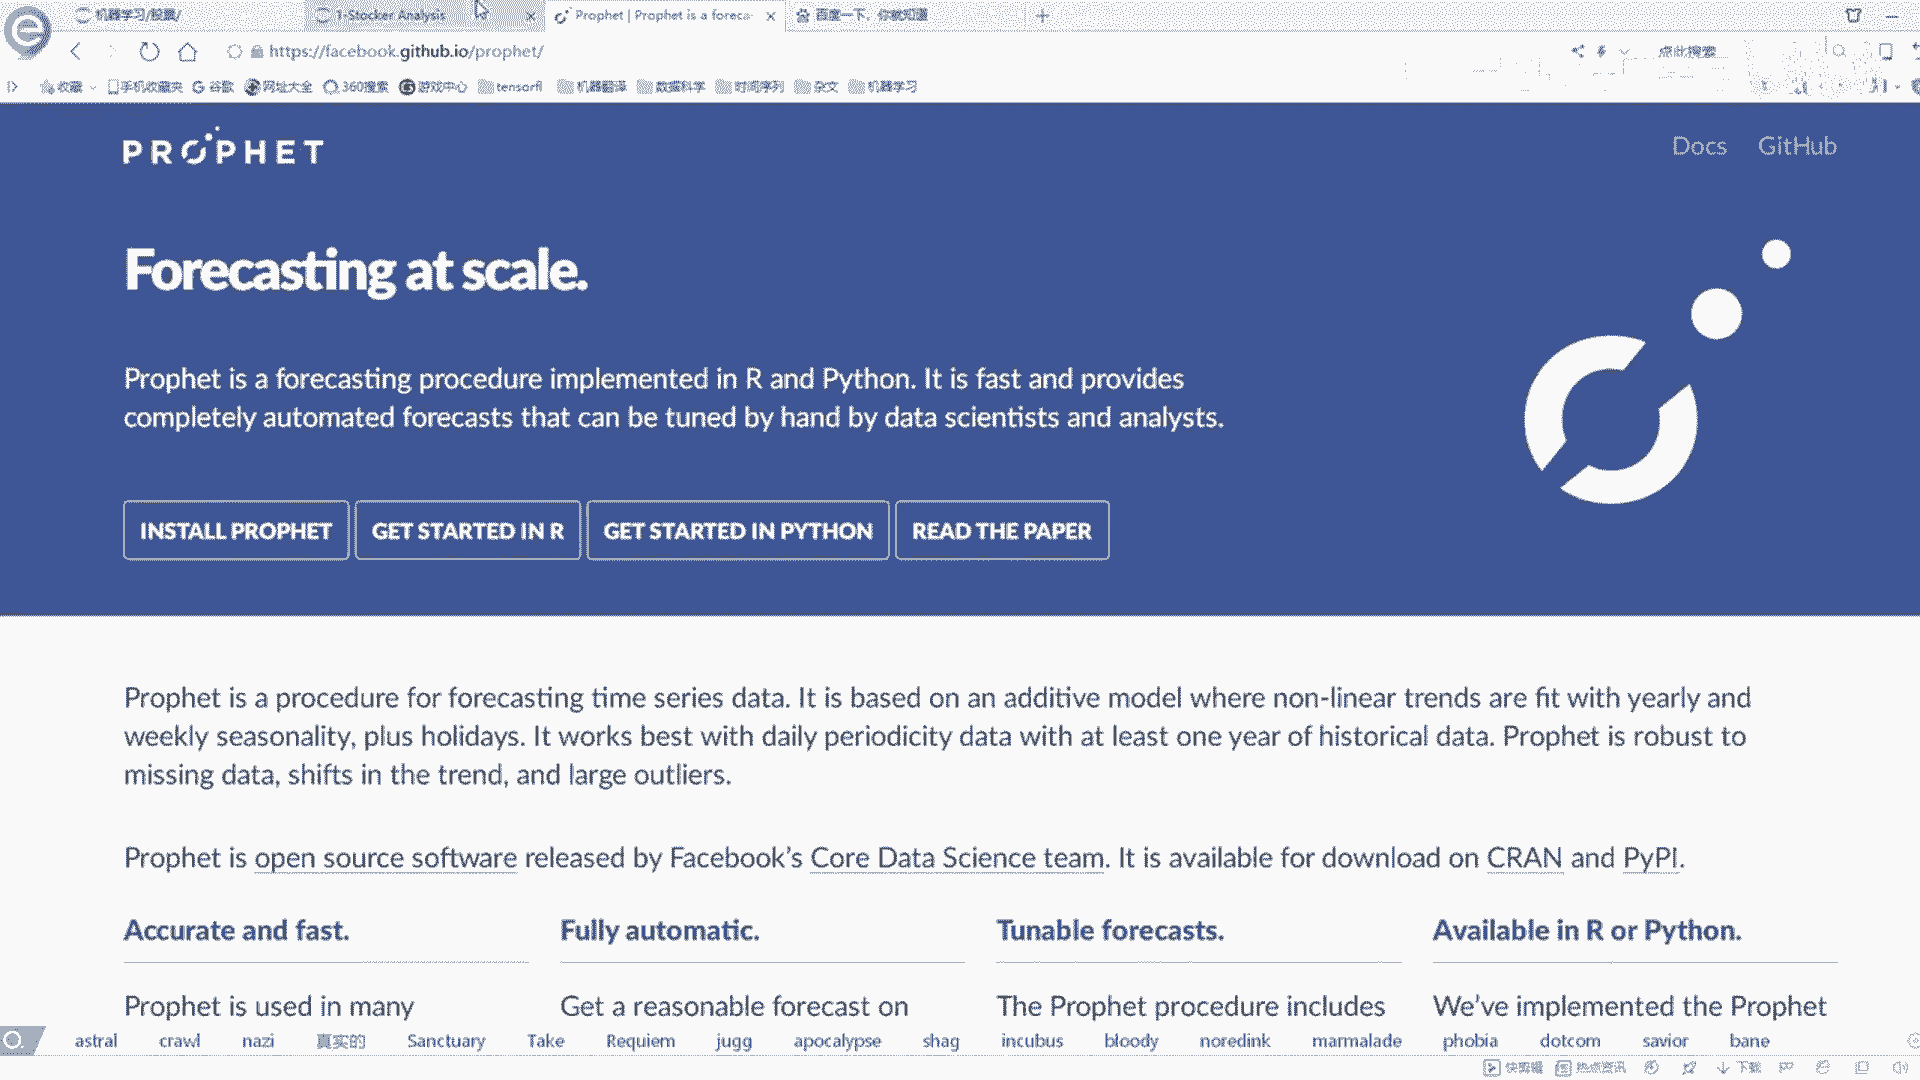 机器学习/股票/
1-Stocker Analysis
Prophet | Prophet is a foreca
百度一下，你就知道
https://facebook.github.io/prophet/
点此搜索
收藏 手机收藏夹 谷歌 网址大全 360搜索 游戏中心 tensorfl 机器翻译 数据科学 时间序列 杂文 机器学习
PROPHET
Docs GitHub
Forecasting at scale.
Prophet is a forecasting procedure implemented in R and Python. It is fast and provides
completely automated forecasts that can be tuned by hand by data scientists and analysts.
INSTALL PROPHET GET STARTED IN R GET STARTED IN PYTHON READ THE PAPER
Prophet is a procedure for forecasting time series data. It is based on an additive model where non-linear trends are fit with yearly and
weekly seasonality, plus holidays. It works best with daily periodicity data with at least one year of historical data. Prophet is robust to
missing data, shifts in the trend, and large outliers.
Prophet is open source software released by Facebook's Core Data Science team. It is available for download on CRAN and PyPI.
Accurate and fast. Fully automatic. Tunable forecasts. Available in R or Python.
Prophet is used in many Get a reasonable forecast on The Prophet procedure includes We've implemented the Prophet
astral crawl nazi 真实的 Sanctuary Take Requiem jugg apocalypse shag incubus bloody noredink marmalade phobia dotcom savior bane
快剪辑 热点资讯 下载